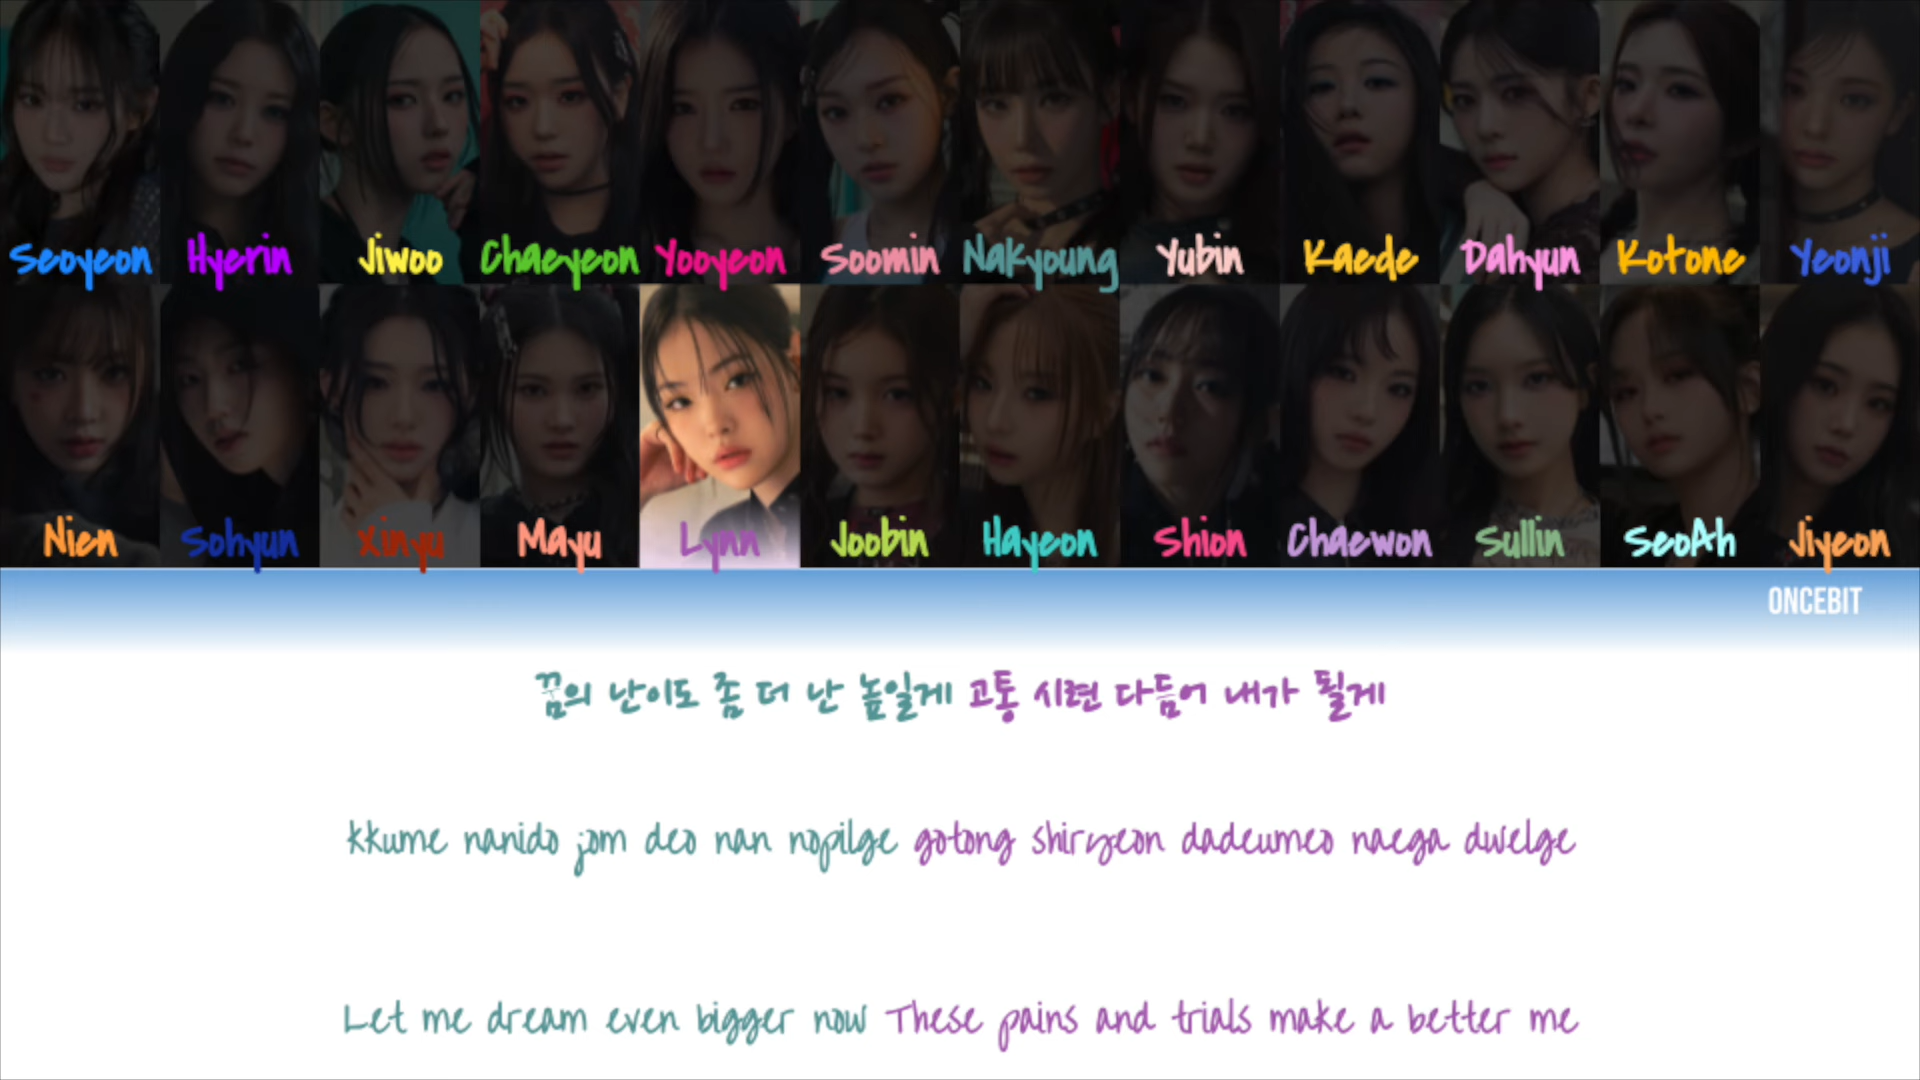 Seoyeon Hyerin Jiwoo Chaeyeon Yooyeon Soomin Nakyoung Yubin Kaede Dahyun Kotone Yeonji
Nien Sohyun Xinyu Mayu Lynn Joobin Hayeon Shion Chaewon Sullin SeoAh Jiyeon
ONCEBIT
꿈의 난이도 좀 더 난 높일게 고통 시련 다듬어 내가 될게
kkume nanido jom deo nan nopilge gotong shiryeon dadeumeo naega dwelge
Let me dream even bigger now These pains and trials make a better me